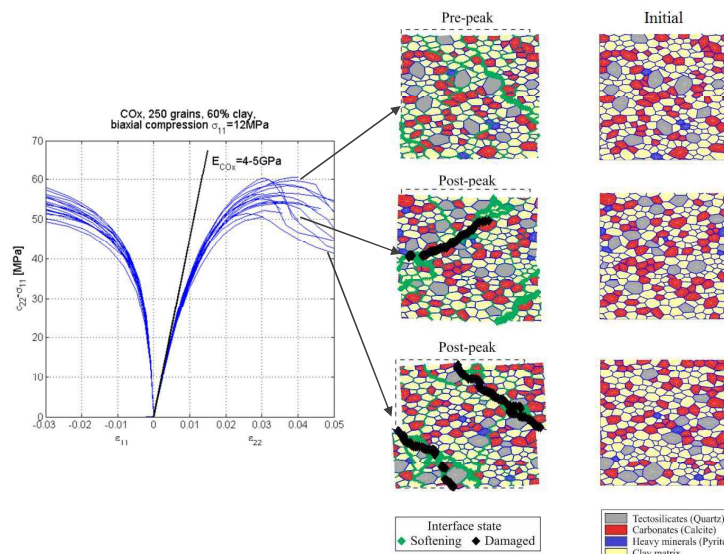 Pre-peak
Initial
COx, 250 grains, 60% clay,
biaxial compression σ11=12MPa
70
60
50
40
30
20
10
0
σ22-σ11 [MPa]
ECOx=4-5GPa
-0.03 -0.02 -0.01 0 0.01 0.02 0.03 0.04 0.05
ε11
ε22
Post-peak
Post-peak
Interface state
Softening
Damaged
Tectosilicates (Quartz)
Carbonates (Calcite)
Heavy minerals (Pyrite
Clay matrix